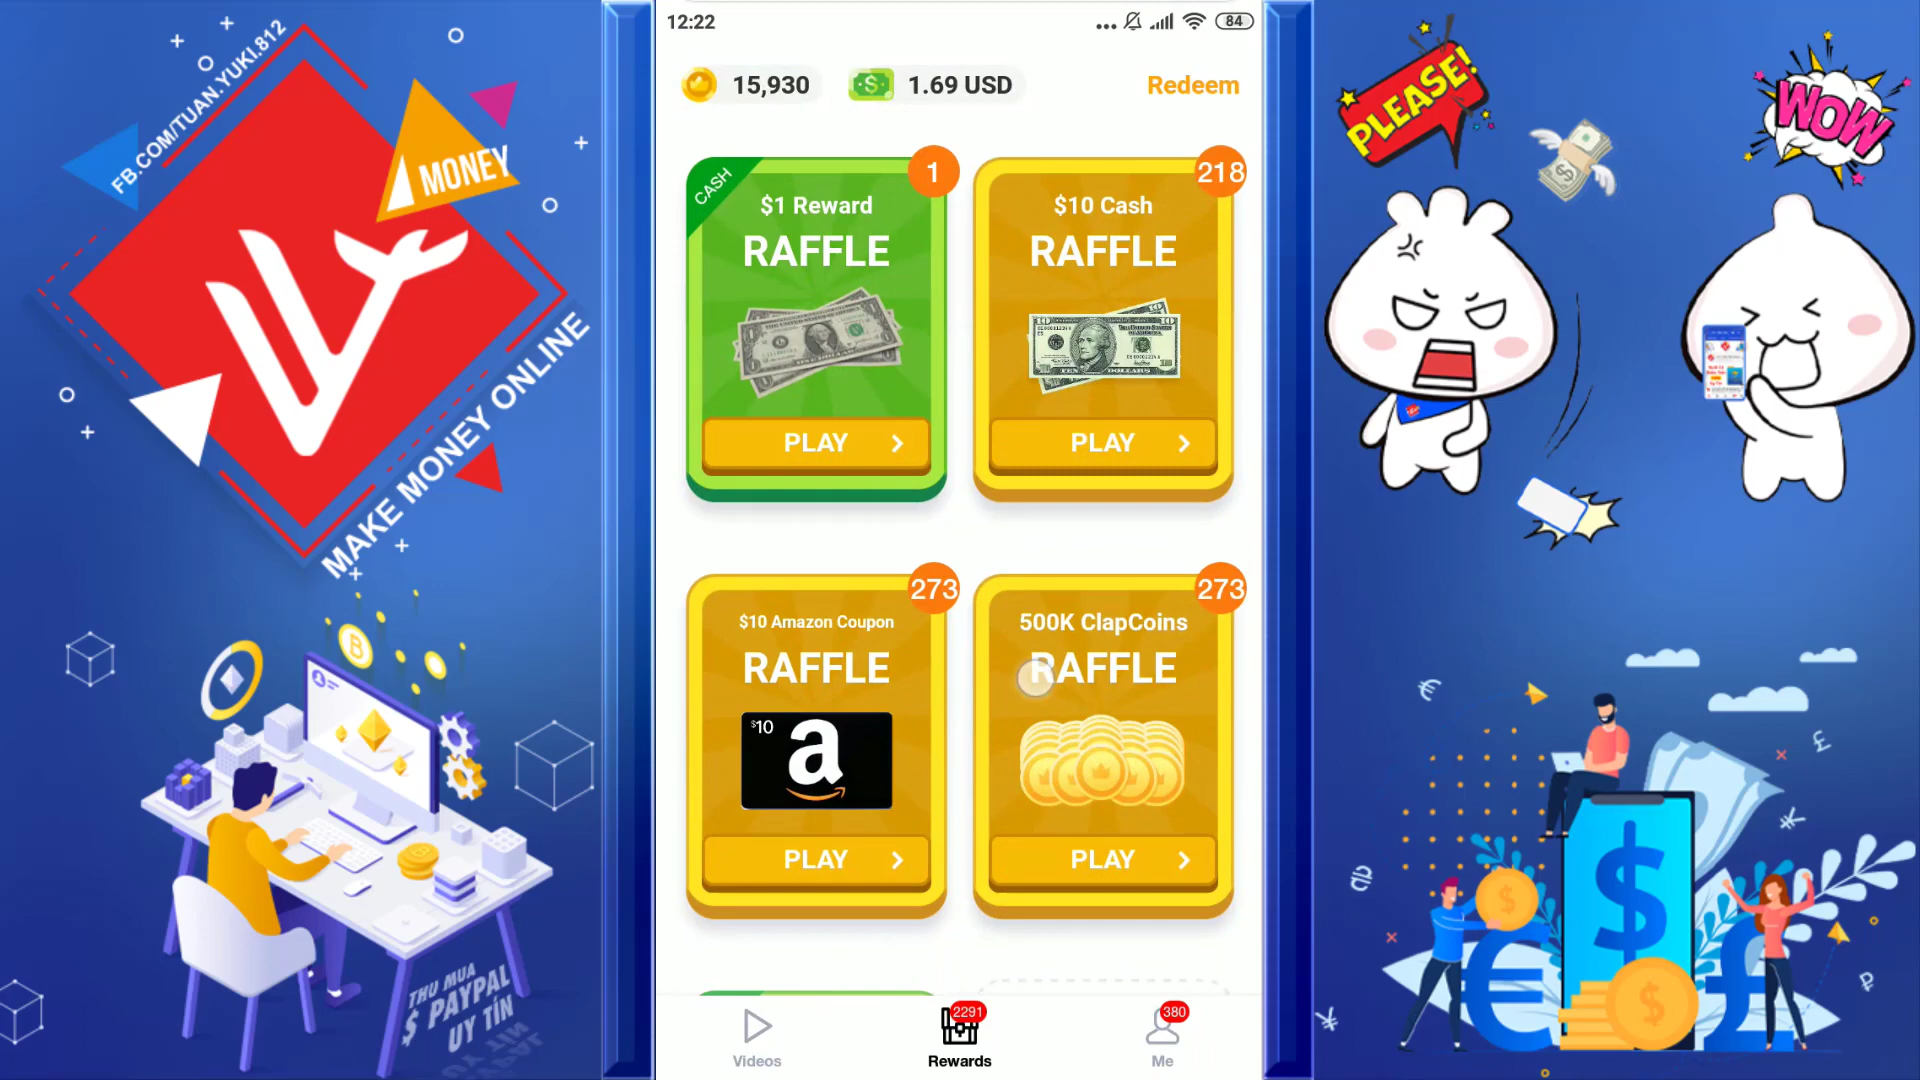 FB.COM/TUAN.YUKI.812
MONEY
MAKE MONEY ONLINE
THU MUA
$ PAYPAL
UY TÍN
12:22
84
15,930
1.69 USD
Redeem
CASH
1
$1 Reward
RAFFLE
PLAY
218
$10 Cash
RAFFLE
PLAY
273
$10 Amazon Coupon
RAFFLE
$10
a
PLAY
273
500K ClapCoins
RAFFLE
PLAY
Videos
2291
Rewards
380
Me
PLEASE!
WOW